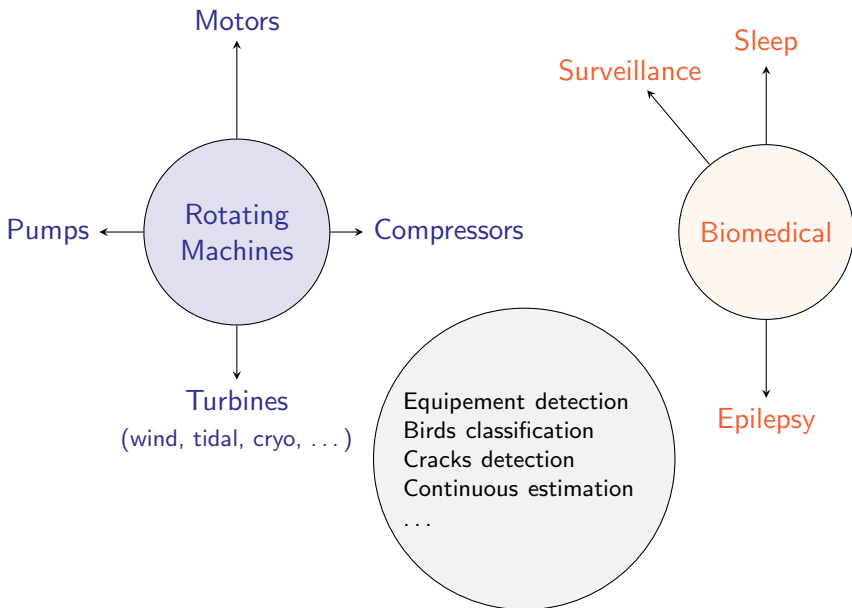 Motors
Sleep
Surveillance
Pumps
Rotating
Machines
Compressors
Biomedical
Turbines
(wind, tidal, cryo, . . . )
Equipement detection
Birds classification
Cracks detection
Continuous estimation
. . .
Epilepsy